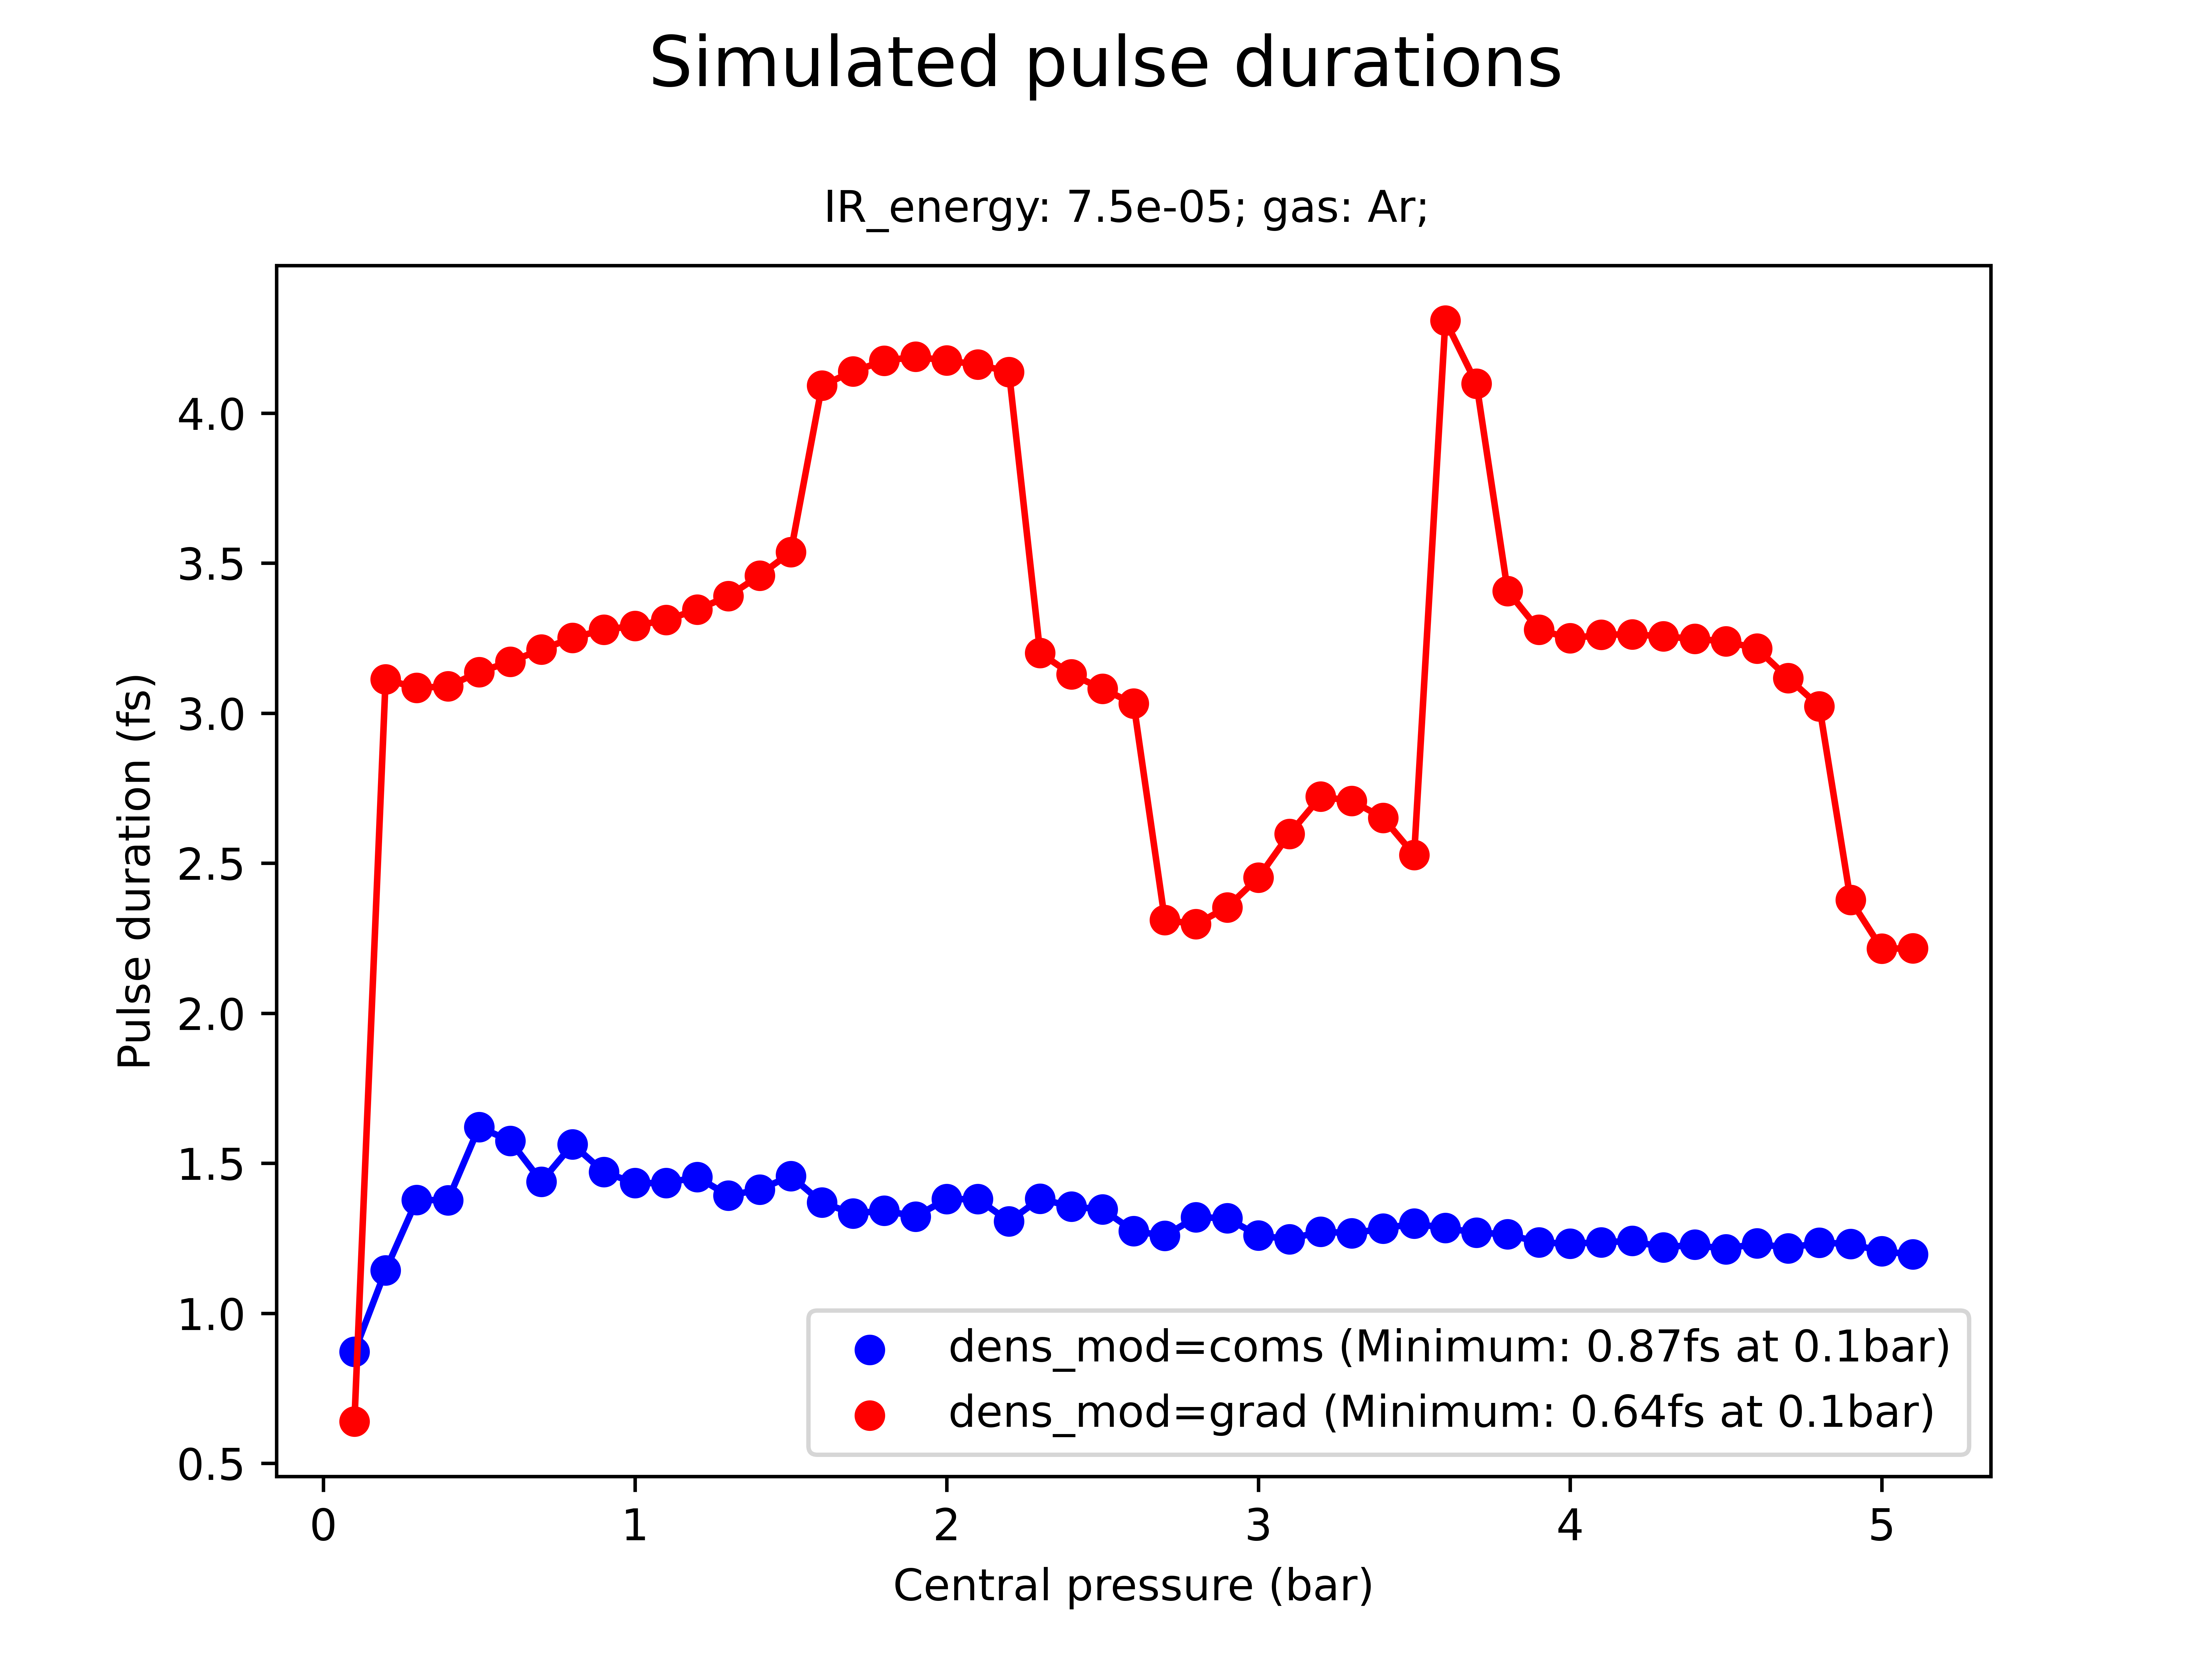 Simulated pulse durations
IR_energy: 7.5e-05; gas: Ar;
Pulse duration (fs)
4.0
3.5
3.0
2.5
2.0
1.5
1.0
0.5
dens_mod=coms (Minimum: 0.87fs at 0.1bar)
dens_mod=grad (Minimum: 0.64fs at 0.1bar)
0 1 2 3 4 5
Central pressure (bar)